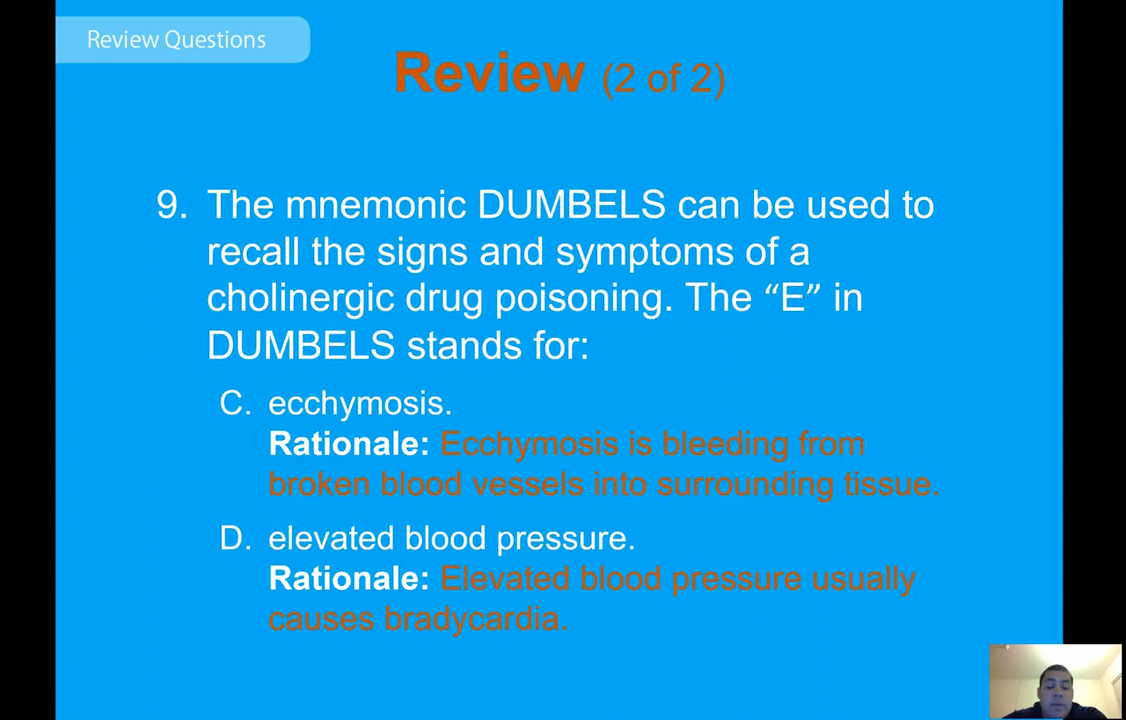 Review Questions
Review (2 of 2)
9. The mnemonic DUMBELS can be used to
recall the signs and symptoms of a
cholinergic drug poisoning. The “E” in
DUMBELS stands for:
C. ecchymosis.
Rationale: Ecchymosis is bleeding from
broken blood vessels into surrounding tissue.
D. elevated blood pressure.
Rationale: Elevated blood pressure usually
causes bradycardia.